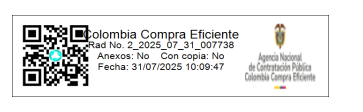 Colombia Compra Eficiente
Rad No. 2_2025_07_31_007738
Anexos: No Con copia: No
Fecha: 31/07/2025 10:09:47
Agencia Nacional
de Contratación Pública
Colombia Compra Eficiente